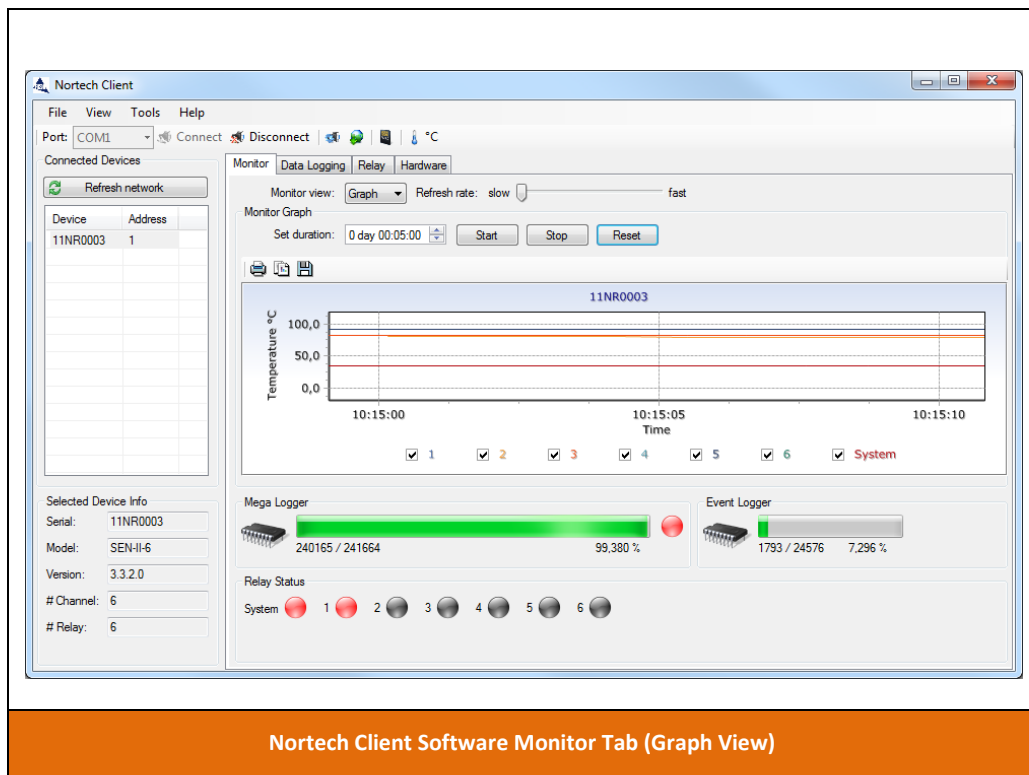 Nortech Client
File View Tools Help
Port: COM1 Connect Disconnect °C
Connected Devices
Refresh network
Device Address
11NR0003 1
Monitor Data Logging Relay Hardware
Monitor view: Graph Refresh rate: slow fast
Monitor Graph
Set duration: 0 day 00:05:00 Start Stop Reset
11NR0003
Temperature °C
100,0
50,0
0,0
10:15:00 10:15:05 10:15:10
Time
1 2 3 4 5 6 System
Selected Device Info
Serial: 11NR0003
Model: SEN-II-6
Version: 3.3.2.0
# Channel: 6
# Relay: 6
Mega Logger
240165 / 241664 99,380 %
Event Logger
1793 / 24576 7,296 %
Relay Status
System 1 2 3 4 5 6
Nortech Client Software Monitor Tab (Graph View)